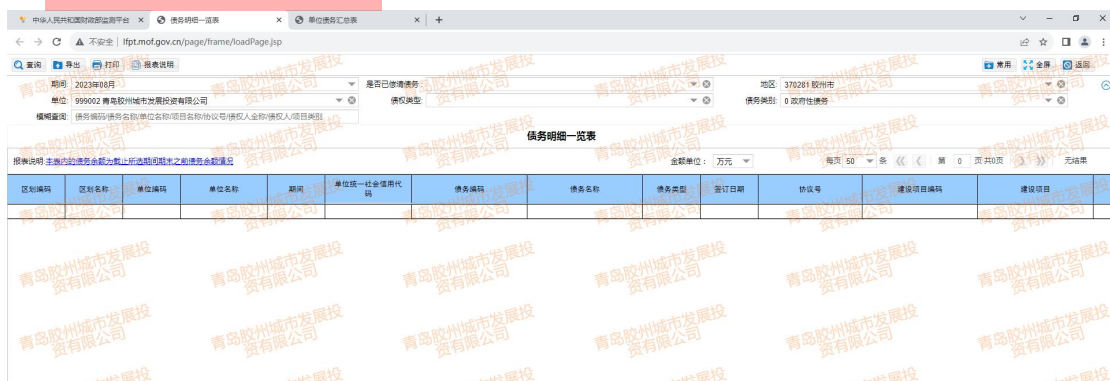 中华人民共和国财政部监测平台 债务明细一览表 单位债务汇总表
不安全 lfpt.mof.gov.cn/page/frame/loadPage.jsp
查询 导出 打印 报表说明 常用 全屏 返回
期间: 2023年08月 是否已偿清债务 地区: 370281 胶州市
单位: 999002 青岛胶州城市发展投资有限公司 债权类型: 债务类别: 0 政府性债务
模糊查询: 债务编码/债务名称/单位名称/项目名称/协议号/债权人全称/债权人/项目类别
债务明细一览表
报表说明:本表内的债务余额为截止所选期间期末之前债务余额情况 金额单位: 万元 每页 50 条 第 0 页 共0页 无结果
区划编码 区划名称 单位编码 单位名称 期间 单位统一社会信用代码 债务编码 债务名称 债务类型 签订日期 协议号 建设项目编码 建设项目
青岛胶州城市发展投资有限公司